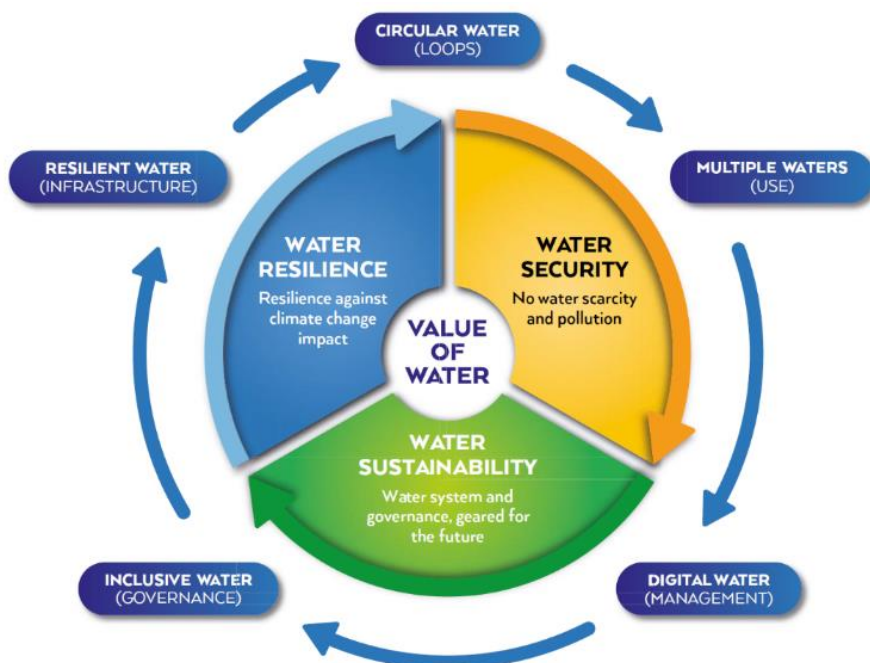 CIRCULAR WATER
(LOOPS)
RESILIENT WATER
(INFRASTRUCTURE)
MULTIPLE WATERS
(USE)
WATER
RESILIENCE
Resilience against
climate change
impact
WATER
SECURITY
No water scarcity
and pollution
VALUE
OF
WATER
WATER
SUSTAINABILITY
Water system and
governance, geared for
the future
INCLUSIVE WATER
(GOVERNANCE)
DIGITAL WATER
(MANAGEMENT)